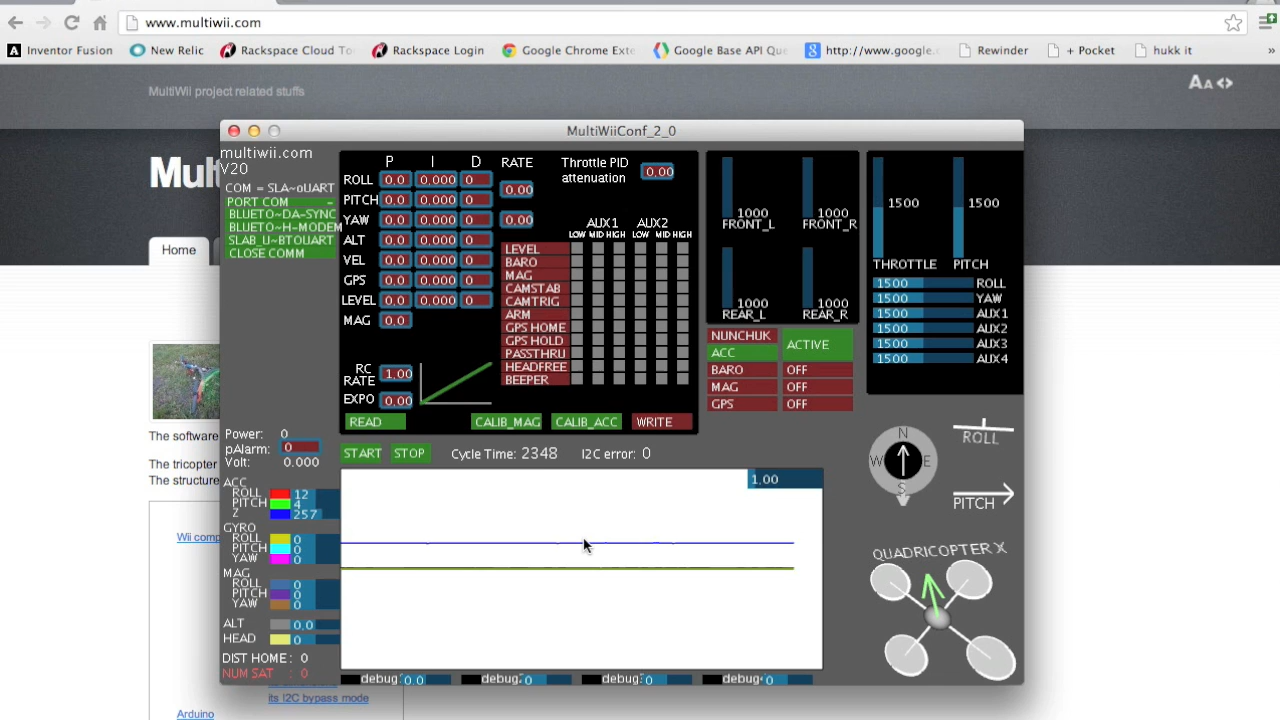 www.multiwii.com
Inventor Fusion
New Relic
Rackspace Cloud To
Rackspace Login
Google Chrome Exte
Google Base API Que
http://www.google.c
Rewinder
+ Pocket
hukk it
»
MultiWii project related stuffs
AA<>
Mul
Home
MultiWiiConf_2_0
multiwii.com
V20
COM = SLA~oUART
PORT COM -
BLUETO~DA-SYNC
BLUETO~H-MODEM
SLAB_U~BTOUART
CLOSE COMM
P I D RATE
Throttle PID
attenuation
0,00
ROLL 0,0 0,000 0
0,00
PITCH 0,0 0,000 0
YAW 0,0 0,000 0 0,00
ALT 0,0 0,000 0
VEL 0,0 0,000 0
GPS 0,0 0,000 0
LEVEL 0,0 0,000 0
MAG 0,0
AUX1 AUX2
LOW MID HIGH LOW MID HIGH
LEVEL
BARO
MAG
CAMSTAB
CAMTRIG
ARM
GPS HOME
GPS HOLD
PASSTHRU
HEADFREE
BEEPER
RC
RATE 1,00
EXPO 0,00
READ
CALIB_MAG
CALIB_ACC
WRITE
1000
FRONT_L
1000
FRONT_R
1000
REAR_L
1000
REAR_R
1500
THROTTLE
1500
PITCH
1500 ROLL
1500 YAW
1500 AUX1
1500 AUX2
1500 AUX3
1500 AUX4
NUNCHUK
ACC ACTIVE
BARO OFF
MAG OFF
GPS OFF
Power: 0
pAlarm: 0
Volt: 0.000
START
STOP
Cycle Time: 2348
I2C error: 0
1,00
ACC
ROLL 12
PITCH 4
Z 257
GYRO
ROLL 0
PITCH 0
YAW 0
MAG
ROLL 0
PITCH 0
YAW 0
ALT 0,0
HEAD 0
DIST HOME : 0
NUM SAT : 0
debug 0,0
debug 0
debug 0
debug 0
N
W E
S
ROLL
PITCH
QUADRICOPTER X
The software
The tricopter
The structure
Wii comp
its I2C bypass mode
Arduino